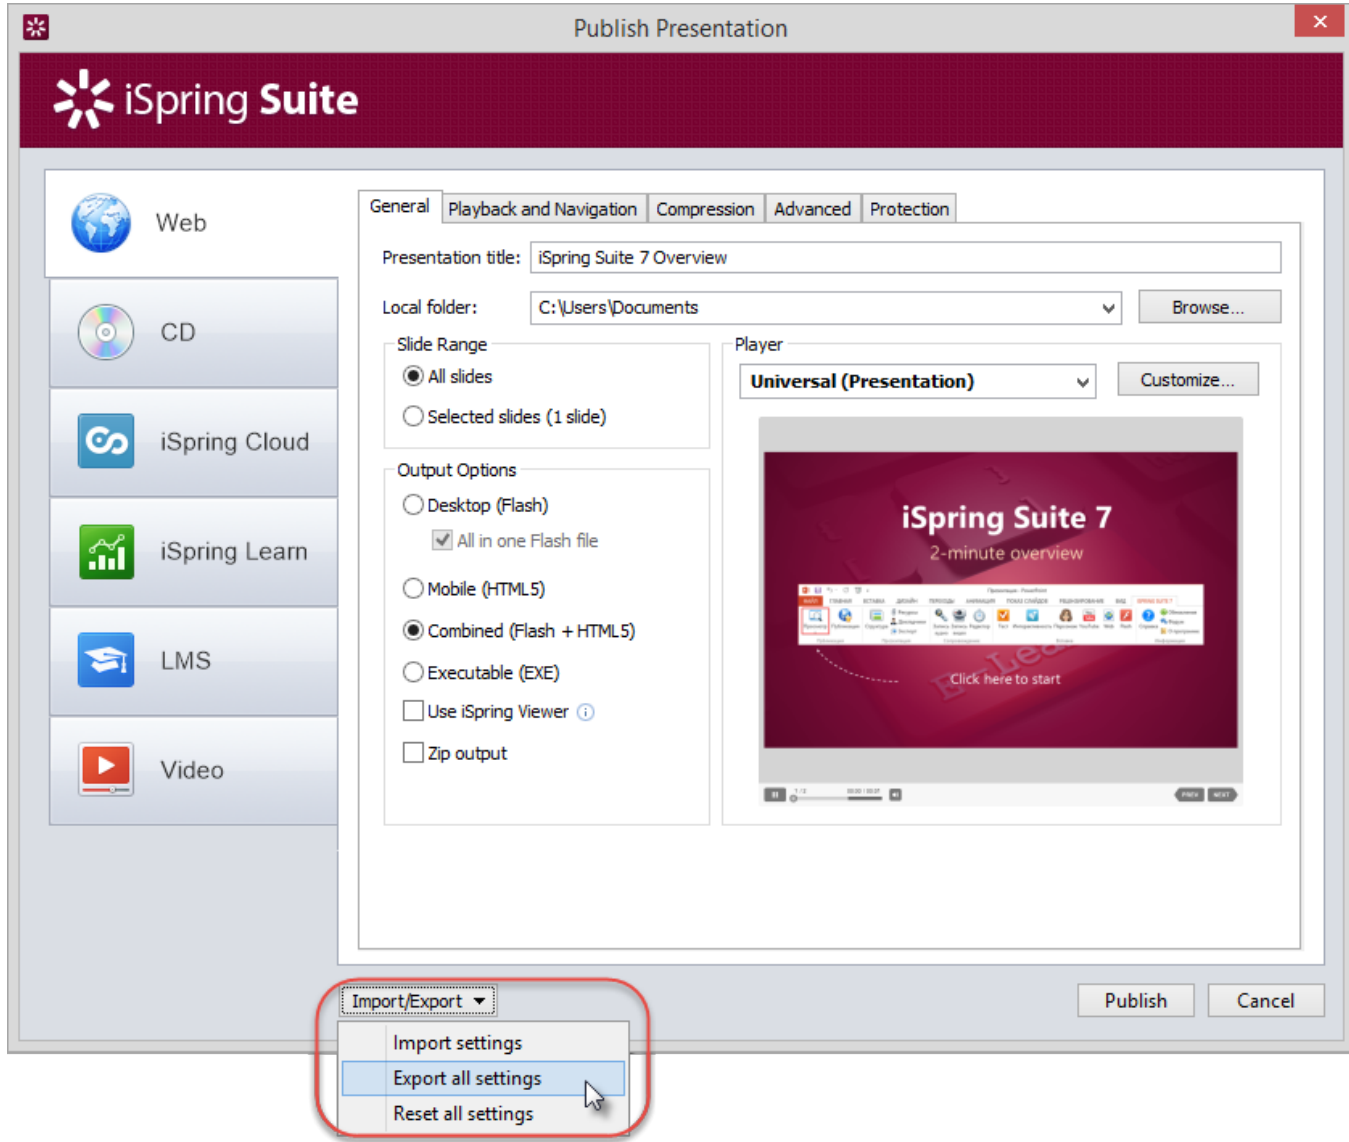 Publish Presentation
iSpring Suite
Web
CD
iSpring Cloud
iSpring Learn
LMS
Video
General
Playback and Navigation
Compression
Advanced
Protection
Presentation title:
iSpring Suite 7 Overview
Local folder:
C:\Users\Documents
Browse...
Slide Range
All slides
Selected slides (1 slide)
Output Options
Desktop (Flash)
All in one Flash file
Mobile (HTML5)
Combined (Flash + HTML5)
Executable (EXE)
Use iSpring Viewer
Zip output
Player
Universal (Presentation)
Customize...
iSpring Suite 7
2-minute overview
Click here to start
PREV
NEXT
Import/Export
Import settings
Export all settings
Reset all settings
Publish
Cancel